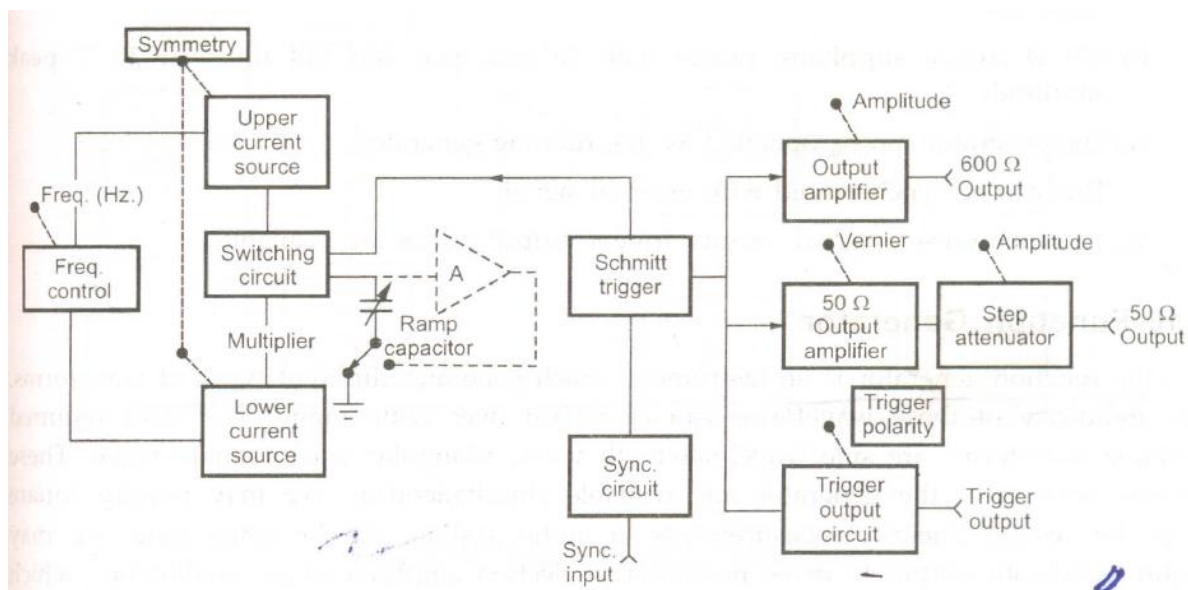 Symmetry
Upper
current
source
Freq. (Hz.)
Freq.
control
Switching
circuit
Multiplier
Lower
current
source
A
Ramp
capacitor
Schmitt
trigger
Sync.
circuit
Sync.
input
Amplitude
Output
amplifier
600 Ω
Output
Vernier
50 Ω
Output
amplifier
Amplitude
Step
attenuator
50 Ω
Output
Trigger
polarity
Trigger
output
circuit
Trigger
output